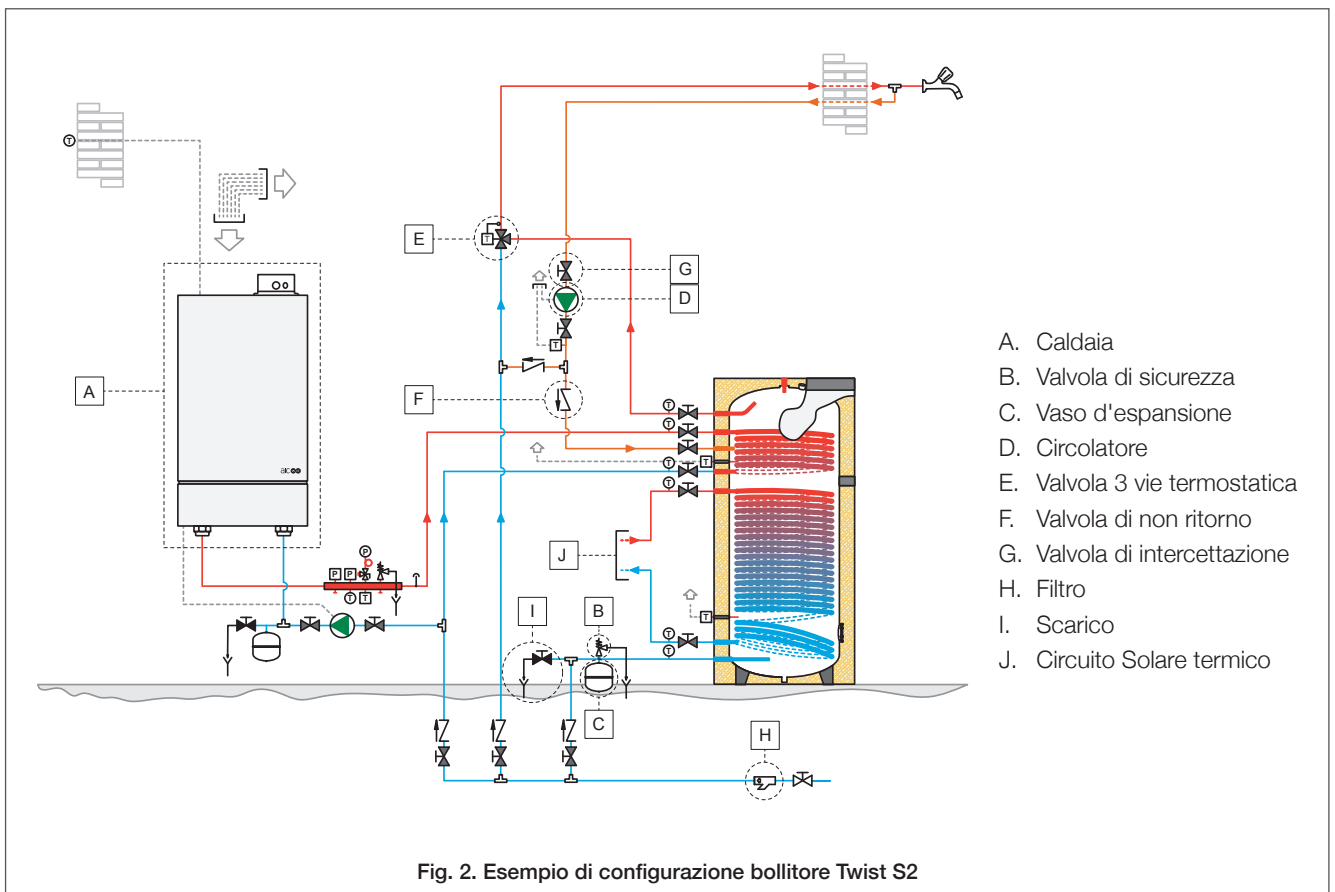 T
E
G
D
T
T
A
F
T
T
T
T
T
aic
P
P
P
T
T
J
I
B
T
T
C
H
A. Caldaia
B. Valvola di sicurezza
C. Vaso d'espansione
D. Circolatore
E. Valvola 3 vie termostatica
F. Valvola di non ritorno
G. Valvola di intercettazione
H. Filtro
I. Scarico
J. Circuito Solare termico
Fig. 2. Esempio di configurazione bollitore Twist S2